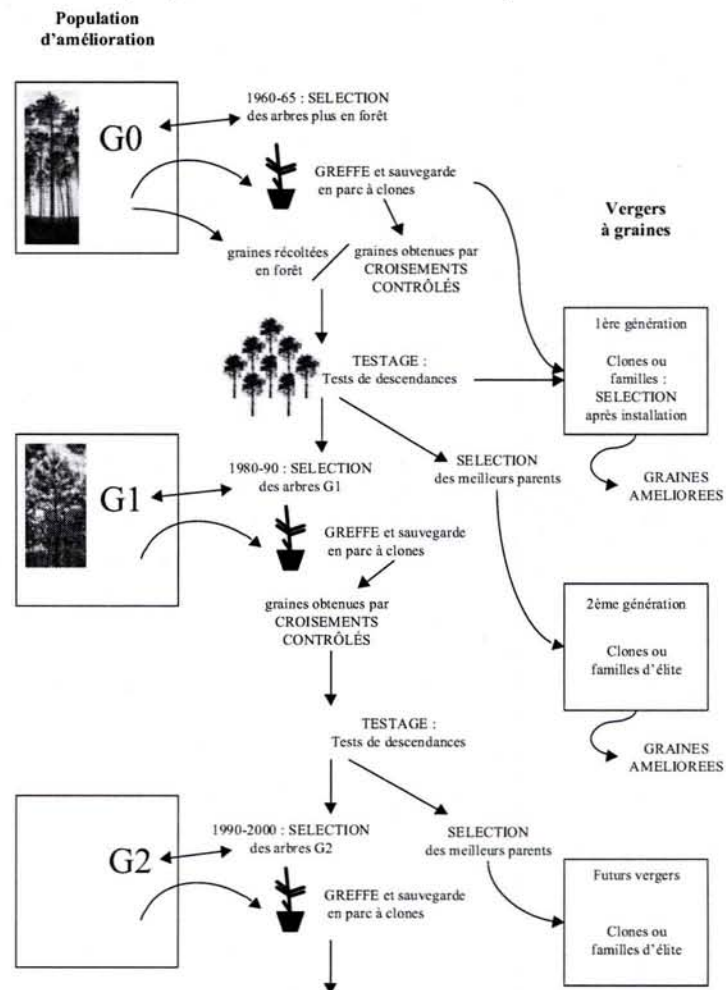 Population
d'amélioration
1960-65 : SELECTION
des arbres plus en forêt
G0
GREFFE et sauvegarde
en parc à clones
Vergers
à graines
graines récoltées
en forêt
graines obtenues par
CROISEMENTS
CONTRÔLÉS
1ère génération
Clones ou
familles :
SELECTION
après installation
TESTAGE :
Tests de descendances
GRAINES
AMELIOREES
1980-90 : SELECTION
des arbres G1
SELECTION
des meilleurs parents
G1
GREFFE et sauvegarde
en parc à clones
graines obtenues par
CROISEMENTS
CONTRÔLÉS
2ème génération
Clones ou
familles d'élite
TESTAGE :
Tests de descendances
GRAINES
AMELIOREES
1990-2000 : SELECTION
des arbres G2
SELECTION
des meilleurs parents
G2
GREFFE et sauvegarde
en parc à clones
Futurs vergers
Clones ou
familles d'élite